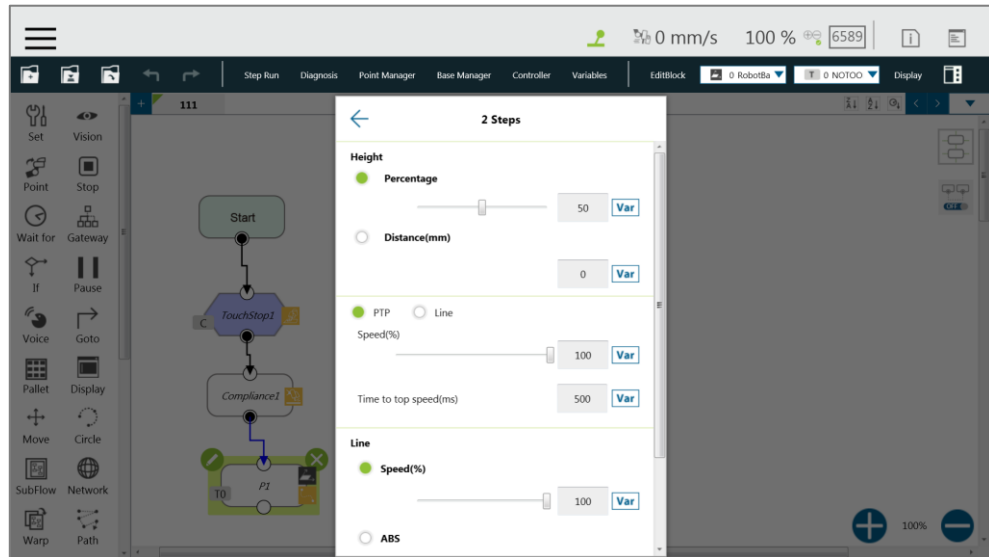 0 mm/s 100 % 6589
Step Run Diagnosis Point Manager Base Manager Controller Variables EditBlock 0 RobotBa T 0 NOTOO Display
+ 111
2 Steps
Set Vision
Point Stop
Wait for Gateway
If Pause
Voice Goto
Pallet Display
Move Circle
SubFlow Network
Warp Path
Start
C TouchStop1
Compliance1
T0 P1
Height
Percentage
50 Var
Distance(mm)
0 Var
PTP Line
Speed(%)
100 Var
Time to top speed(ms) 500 Var
Line
Speed(%)
100 Var
ABS
OFF
100%